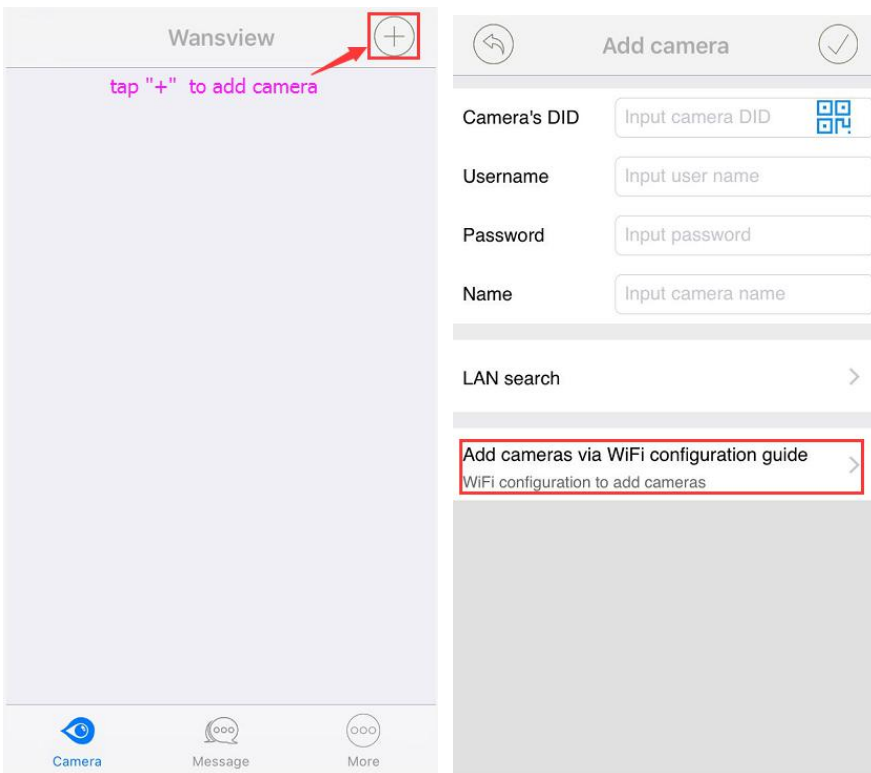 Wansview
tap "+" to add camera
Camera
Message
More
Add camera
Camera's DID
Input camera DID
Username
Input user name
Password
Input password
Name
Input camera name
LAN search
Add cameras via WiFi configuration guide
WiFi configuration to add cameras